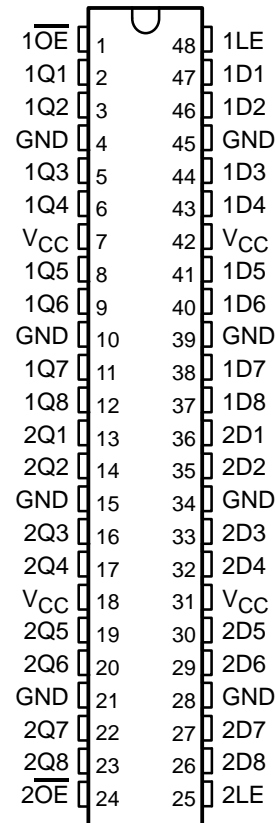 1O̅E̅ 1 48 1LE
1Q1 2 47 1D1
1Q2 3 46 1D2
GND 4 45 GND
1Q3 5 44 1D3
1Q4 6 43 1D4
VCC 7 42 VCC
1Q5 8 41 1D5
1Q6 9 40 1D6
GND 10 39 GND
1Q7 11 38 1D7
1Q8 12 37 1D8
2Q1 13 36 2D1
2Q2 14 35 2D2
GND 15 34 GND
2Q3 16 33 2D3
2Q4 17 32 2D4
VCC 18 31 VCC
2Q5 19 30 2D5
2Q6 20 29 2D6
GND 21 28 GND
2Q7 22 27 2D7
2Q8 23 26 2D8
2O̅E̅ 24 25 2LE